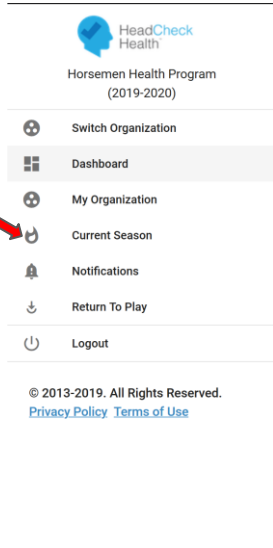 HeadCheck
Health
Horsemen Health Program
(2019-2020)
Switch Organization
Dashboard
My Organization
Current Season
Notifications
Return To Play
Logout
© 2013-2019. All Rights Reserved.
Privacy Policy Terms of Use